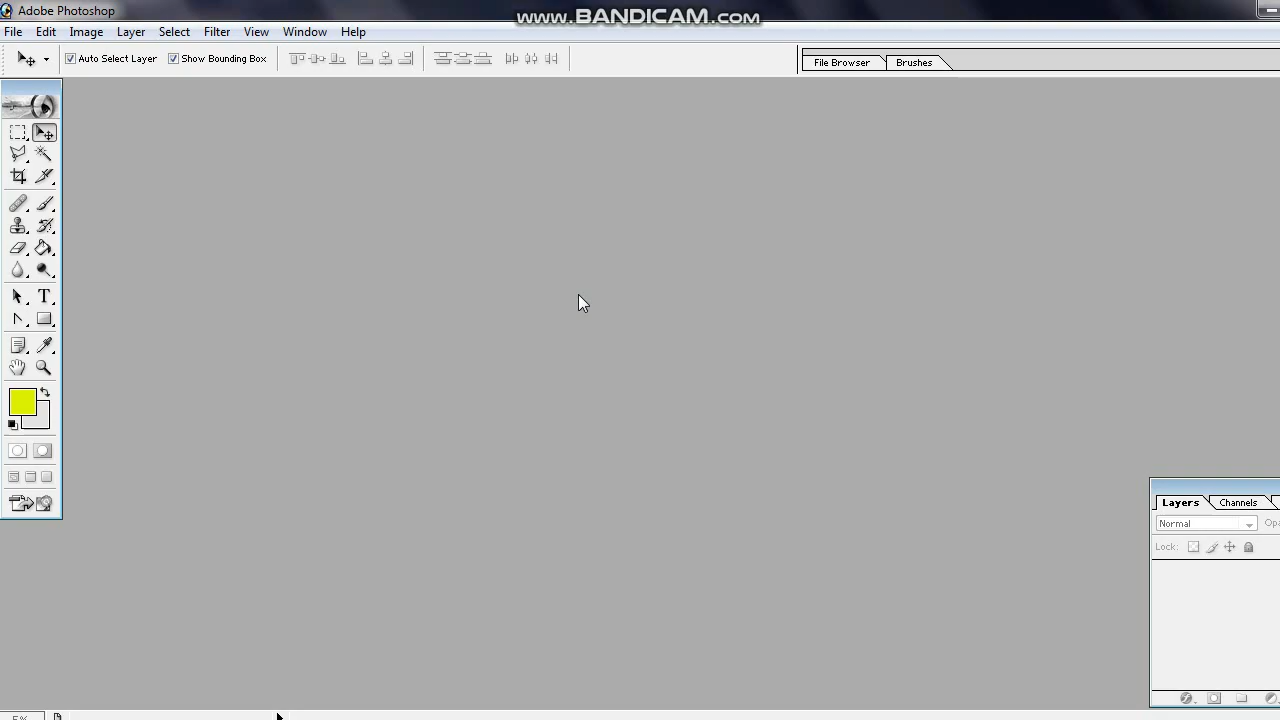 Adobe Photoshop
www.BANDICAM.com
File Edit Image Layer Select Filter View Window Help
Auto Select Layer Show Bounding Box File Browser Brushes
T
Layers Channels
Normal Opa
Lock: